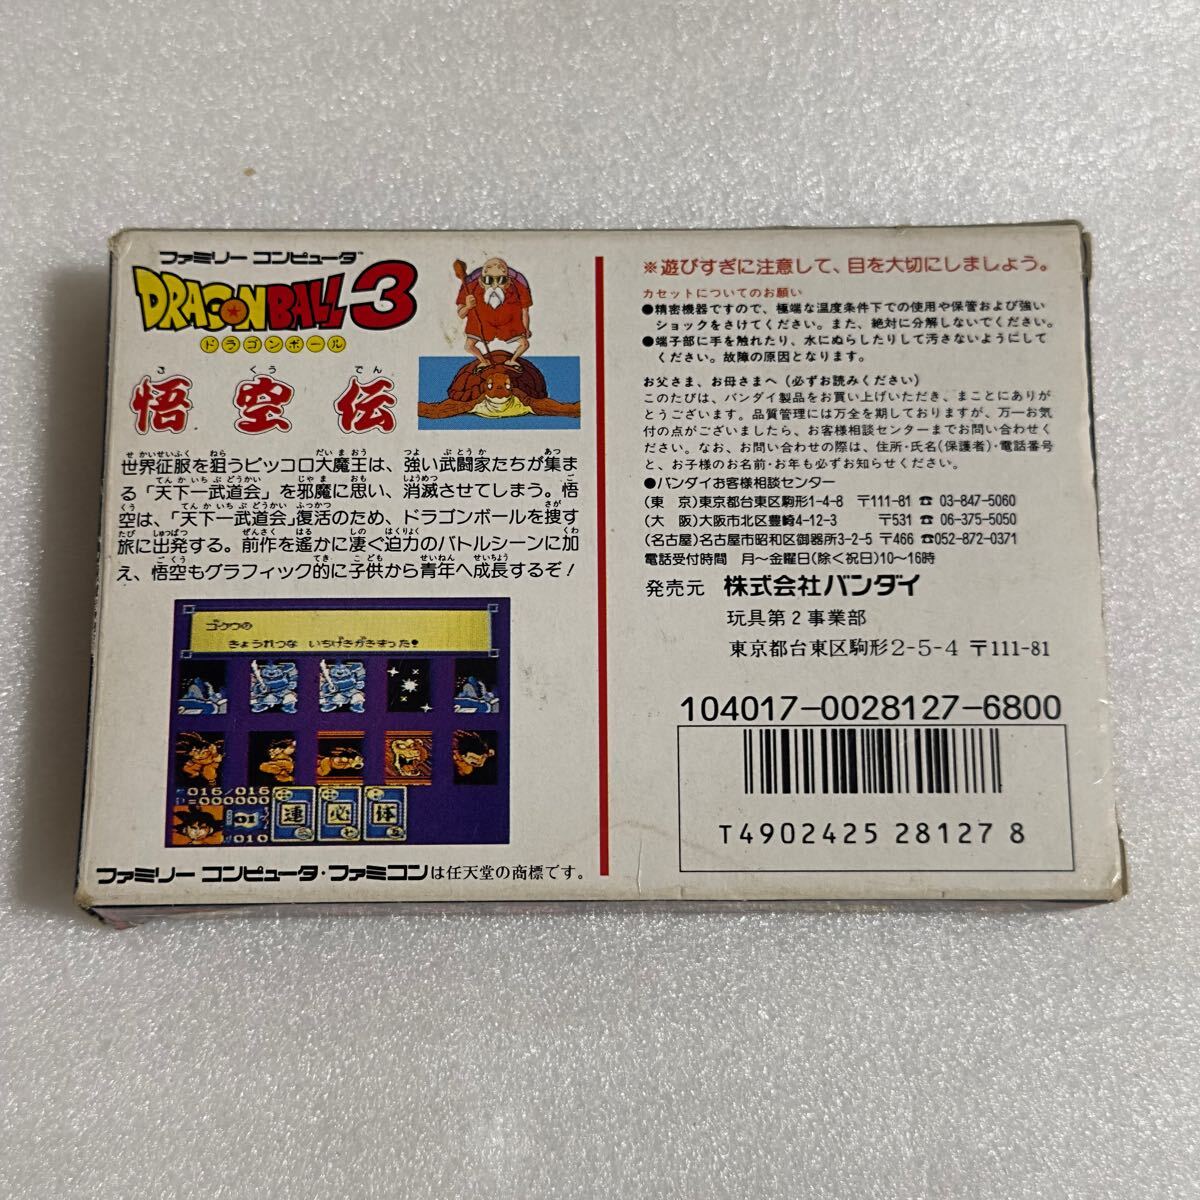 ファミリー コンピュータ™
DRAGON BALL 3
ドラゴンボール
ご くう でん
悟空伝
世界征服を狙うピッコロ大魔王は、強い武闘家たちが集ま
る「天下一武道会」を邪魔に思い、消滅させてしまう。悟
空は、「天下一武道会」復活のため、ドラゴンボールを捜す
旅に出発する。前作を遙かに凌ぐ迫力のバトルシーンに加
え、悟空もグラフィック的に子供から青年へ成長するぞ!
ゴクウの
きょうれつな いちげきがきまった!
016/016
=000000
01
010
連 必 体
二 七 五
ファミリー コンピュータ・ファミコンは任天堂の商標です。
※遊びすぎに注意して、目を大切にしましょう。
カセットについてのお願い
●精密機器ですので、極端な温度条件下での使用や保管および強い
ショックをさけてください。また、絶対に分解しないでください。
●端子部に手を触れたり、水にぬらしたりして汚さないようにして
ください。故障の原因となります。
お父さま、お母さまへ(必ずお読みください)
このたびは、バンダイ製品をお買い上げいただき、まことにありが
とうございます。品質管理には万全を期しておりますが、万一お気
付の点がございましたら、お客様相談センターまでお問い合わせく
ださい。なお、お問い合わせの際は、住所・氏名(保護者)・電話番号
と、お子様のお名前・お年も必ずお知らせください。
●バンダイお客様相談センター
(東 京)東京都台東区駒形1-4-8 〒111-81 ☎ 03-847-5060
(大 阪)大阪市北区豊崎4-12-3 〒531 ☎ 06-375-5050
(名古屋)名古屋市昭和区御器所3-2-5 〒466 ☎052-872-0371
電話受付時間 月〜金曜日(除く祝日)10〜16時
発売元 株式会社バンダイ
玩具第2事業部
東京都台東区駒形2-5-4 〒111-81
104017-0028127-6800
T4902425 28127 8